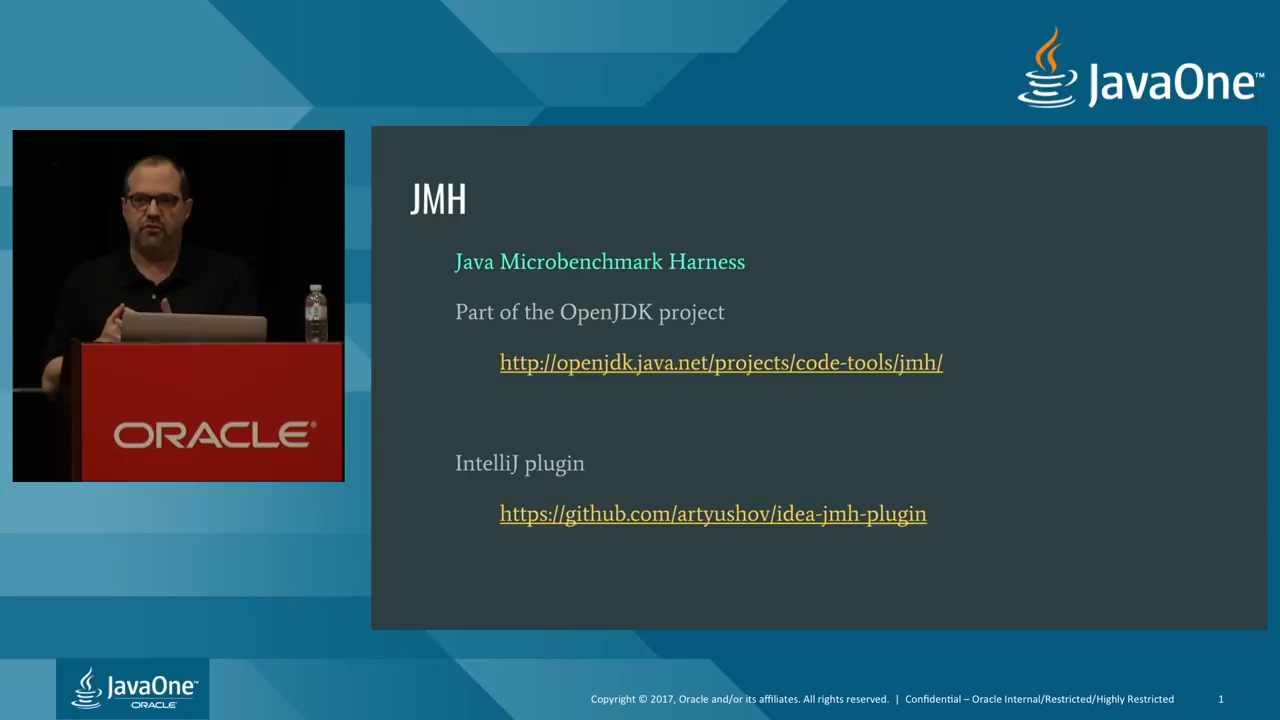 JavaOne™
JMH
Java Microbenchmark Harness
Part of the OpenJDK project
http://openjdk.java.net/projects/code-tools/jmh/
IntelliJ plugin
https://github.com/artyushov/idea-jmh-plugin
ORACLE®
JavaOne™
ORACLE®
Copyright © 2017, Oracle and/or its affiliates. All rights reserved. | Confidential – Oracle Internal/Restricted/Highly Restricted 1